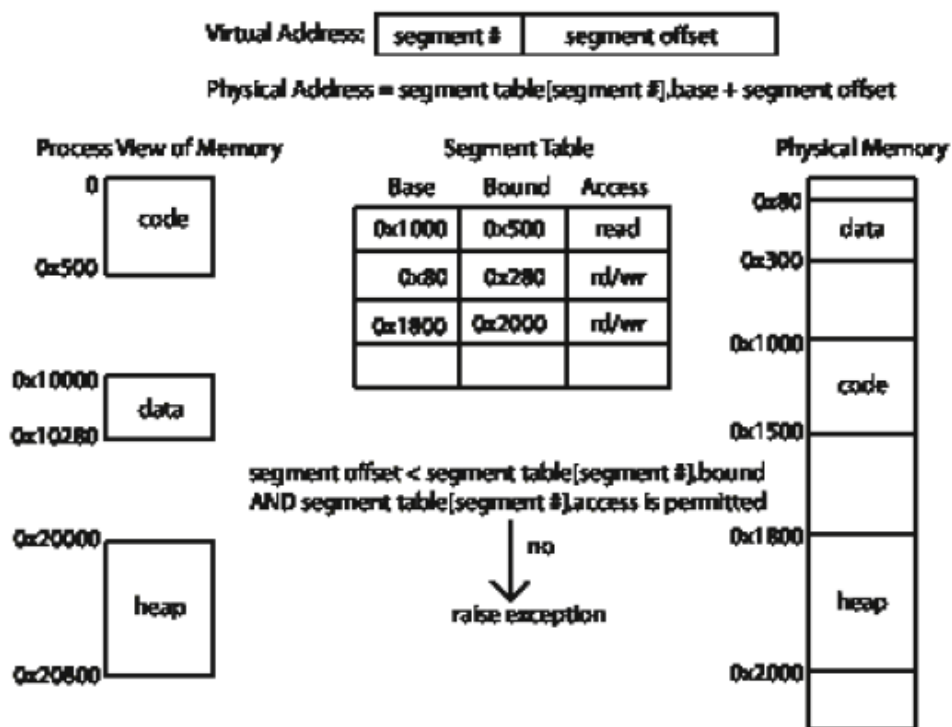 Virtual Address: segment # segment offset
Physical Address = segment table[segment #].base + segment offset
Process View of Memory
0
code
0x500
0x10000
data
0x10280
0x20000
heap
0x20800
Segment Table
Base Bound Access
0x1000 0x500 read
0x80 0x280 rd/wr
0x1800 0x2000 rd/wr
segment offset < segment table[segment #].bound
AND segment table[segment #].access is permitted
no
raise exception
Physical Memory
0x80
data
0x300
0x1000
code
0x1500
0x1800
heap
0x2000